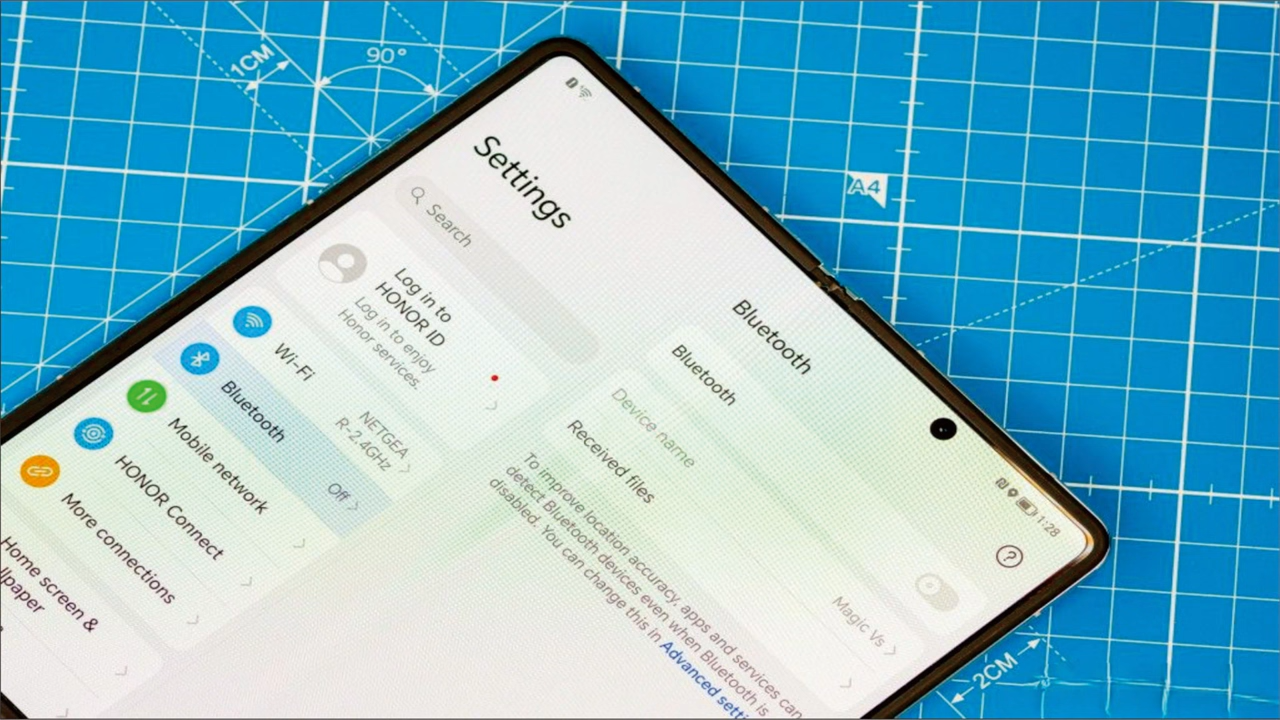 1CM
90°
A4
2CM
1:28
Settings
Search
Log in to
HONOR ID
Log in to enjoy
Honor services.
Wi-Fi
NETGEA
R-2.4GHz
Bluetooth
Off
Mobile network
HONOR Connect
More connections
Home screen &
llpaper
Bluetooth
Bluetooth
Device name
Magic Vs
Received files
To improve location accuracy, apps and services can
detect Bluetooth devices even when Bluetooth is
disabled. You can change this in Advanced setti